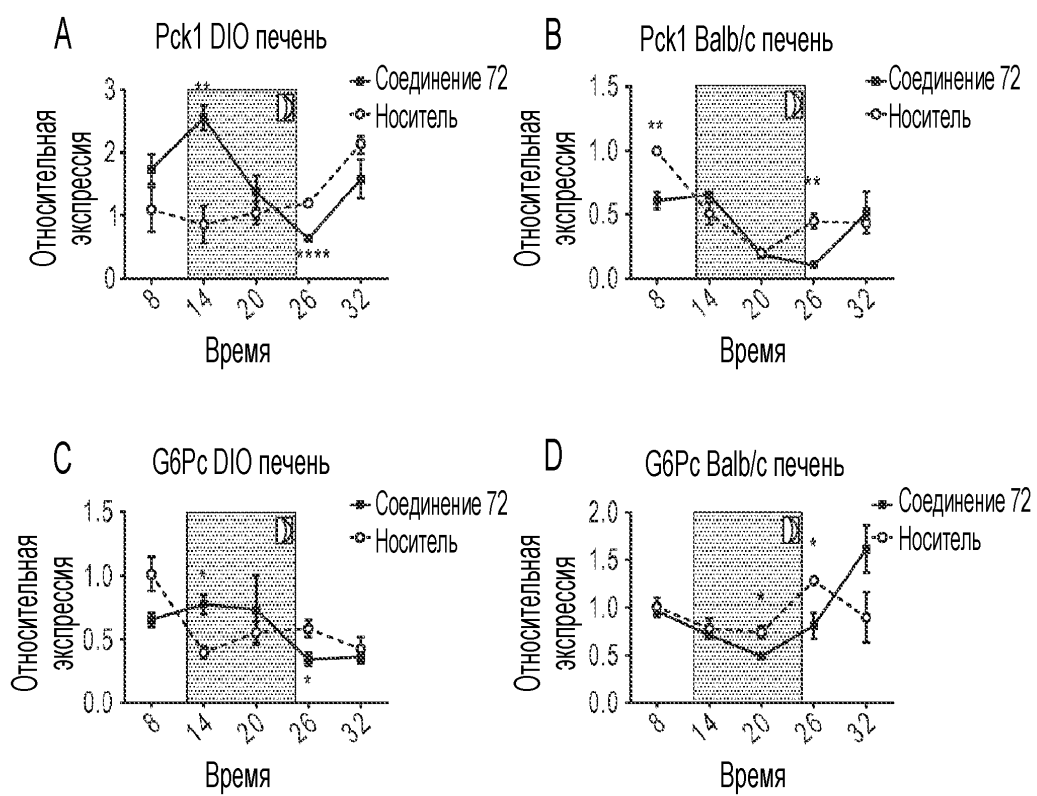 A
Pck1 DIO печень
Соединение 72
Носитель
Относительная
экспрессия
3
2
1
0
**
****
8
14
20
26
32
Время
B
Pck1 Balb/c печень
Соединение 72
Носитель
Относительная
экспрессия
1.5
1.0
0.5
0.0
**
**
8
14
20
26
32
Время
C
G6Pc DIO печень
Соединение 72
Носитель
Относительная
экспрессия
1.5
1.0
0.5
0.0
*
*
8
14
20
26
32
Время
D
G6Pc Balb/c печень
Соединение 72
Носитель
Относительная
экспрессия
2.0
1.5
1.0
0.5
0.0
*
*
8
14
20
26
32
Время